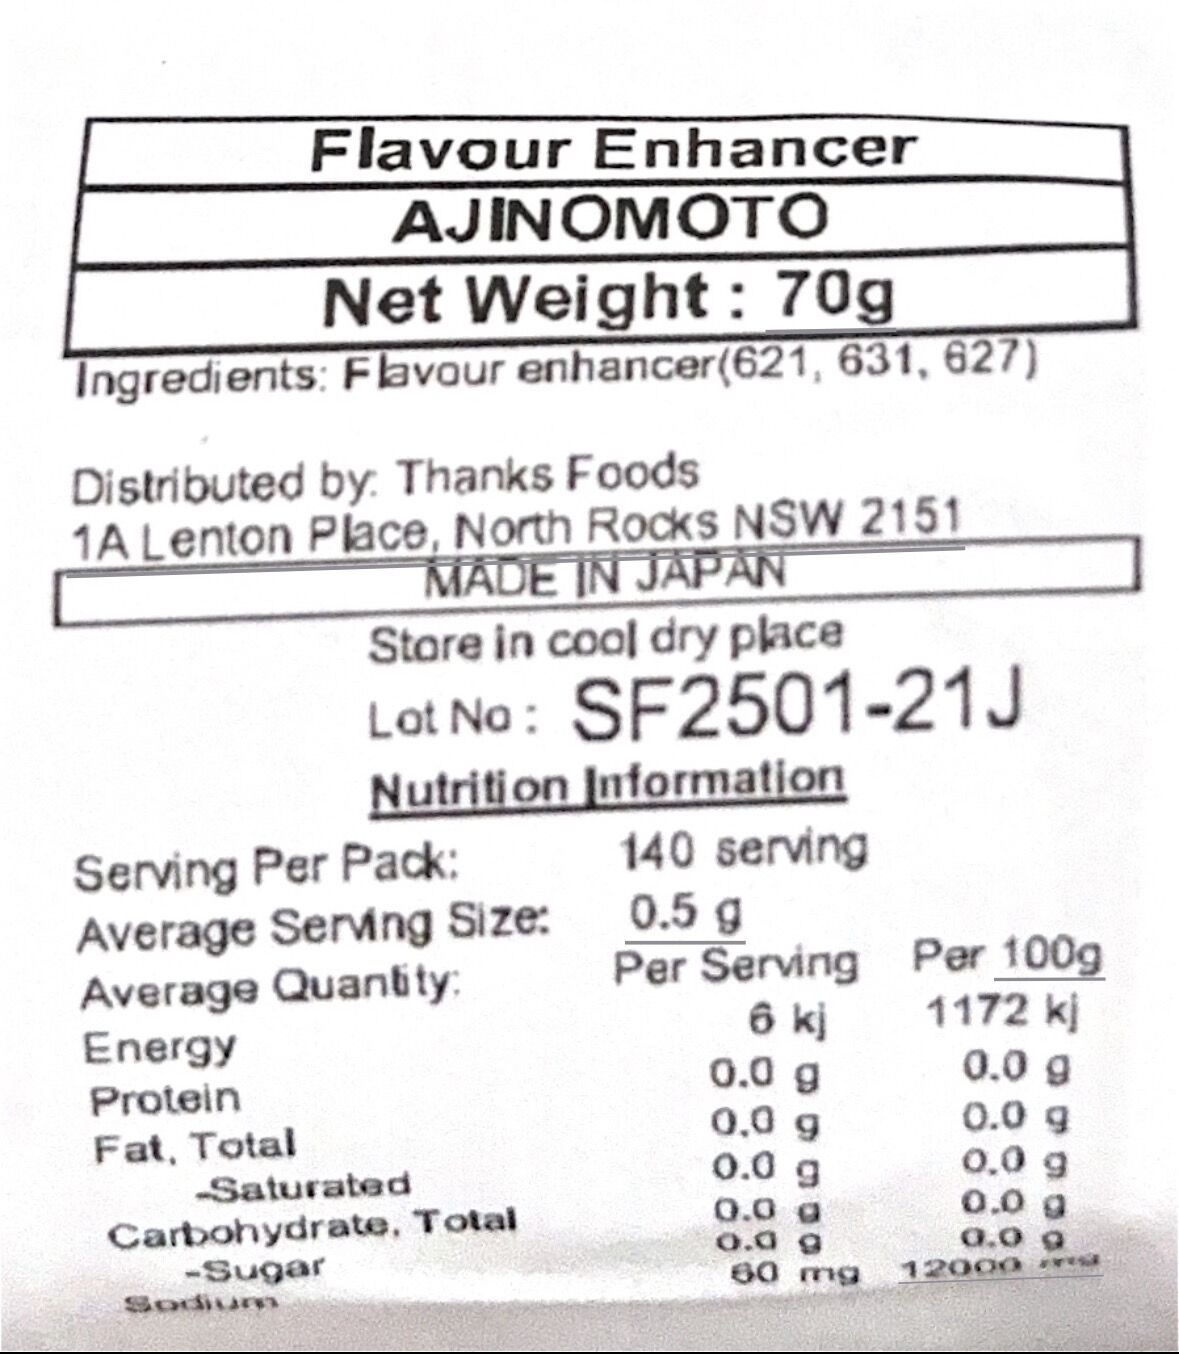 Flavour Enhancer
AJINOMOTO
Net Weight : 70g
Ingredients: Flavour enhancer(621, 631, 627)
Distributed by: Thanks Foods
1A Lenton Place, North Rocks NSW 2151
MADE IN JAPAN
Store in cool dry place
Lot No : SF2501-21J
Nutrition Information
Serving Per Pack: 140 serving
Average Serving Size: 0.5 g
Average Quantity: Per Serving Per 100g
Energy 6 kj 1172 kj
Protein 0.0 g 0.0 g
Fat, Total 0.0 g 0.0 g
-Saturated 0.0 g 0.0 g
Carbohydrate, Total 0.0 g 0.0 g
-Sugar 0.0 g 0.0 g
Sodium 60 mg 12000 mg